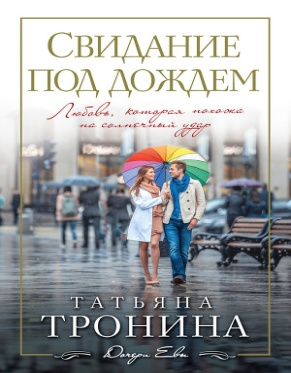 СВИДАНИЕ
ПОД ДОЖДЕМ
Любовь, которая похожа
на солнечный удар
ТАТЬЯНА
ТРОНИНА
Дочери Евы